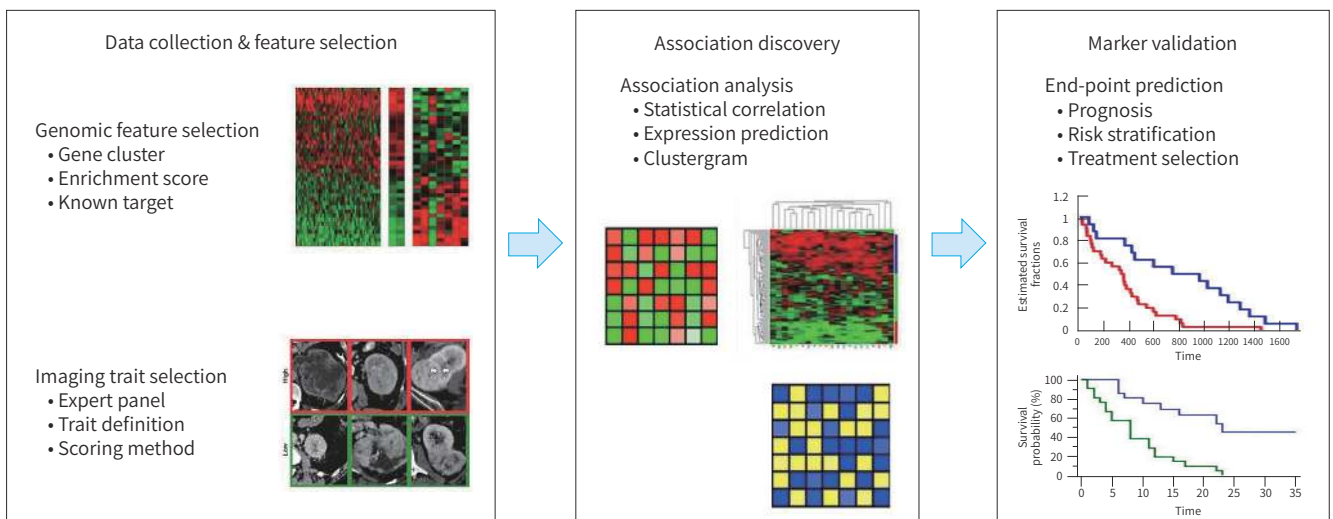 Data collection & feature selection
Genomic feature selection
• Gene cluster
• Enrichment score
• Known target
Imaging trait selection
• Expert panel
• Trait definition
• Scoring method
High
Low
Association discovery
Association analysis
• Statistical correlation
• Expression prediction
• Clustergram
Marker validation
End-point prediction
• Prognosis
• Risk stratification
• Treatment selection
Estimated survival
fractions
1.2
1
0.8
0.6
0.4
0.2
0
0 200 400 600 800 1000 1200 1400 1600
Time
Survival
probability (%)
100
80
60
40
20
0
0 5 10 15 20 25 30 35
Time